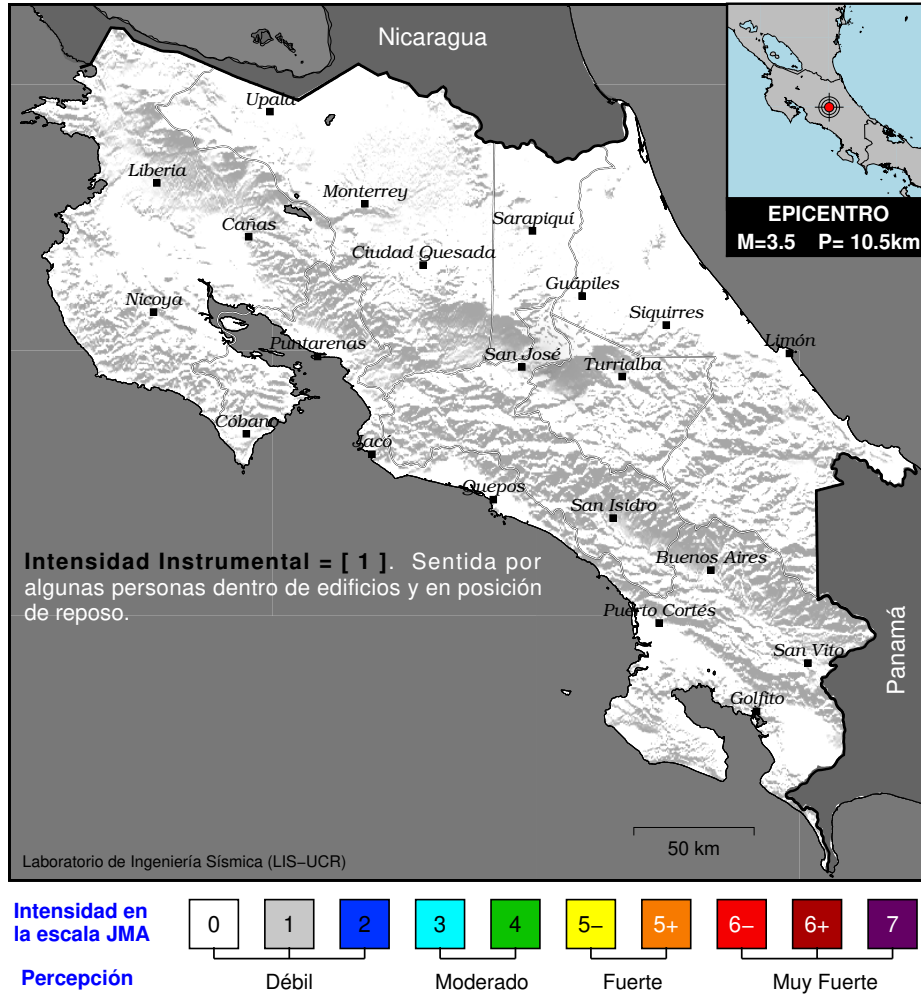 Nicaragua
Upala
Liberia
Monterrey
Cañas
Sarapiquí
Ciudad Quesada
Guápiles
Nicoya
Siquirres
Puntarenas
San José
Limón
Turrialba
Cóbano
Jacó
Quepos
San Isidro
Buenos Aires
Puerto Cortés
San Vito
Golfito
Panamá
EPICENTRO
M=3.5 P= 10.5km
Intensidad Instrumental = [ 1 ]. Sentida por
algunas personas dentro de edificios y en posición
de reposo.
50 km
Laboratorio de Ingeniería Sísmica (LIS−UCR)
Intensidad en
la escala JMA
0 1 2 3 4 5− 5+ 6− 6+ 7
Percepción
Débil Moderado Fuerte Muy Fuerte